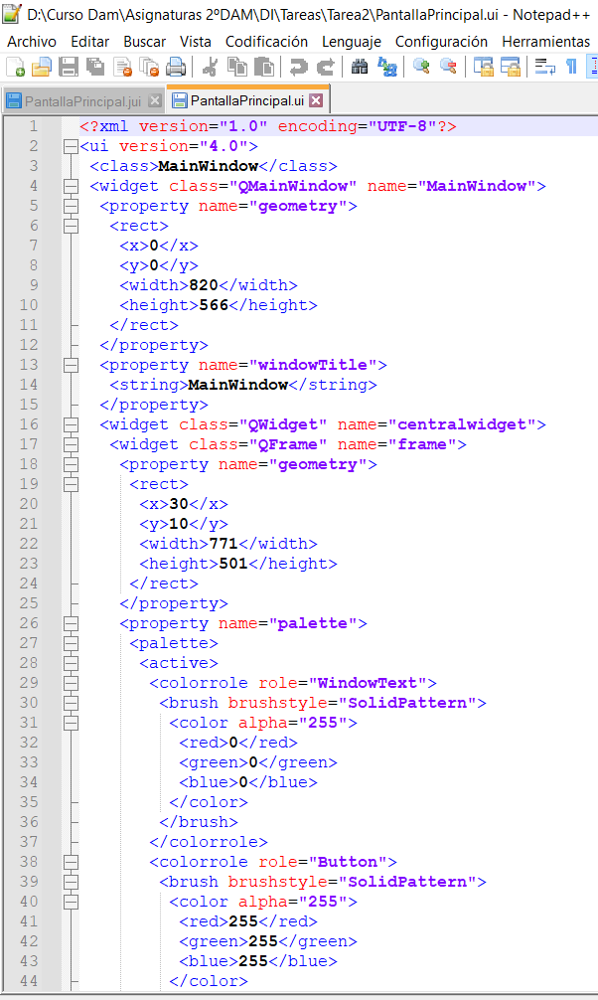 D:\Curso Dam\Asignaturas 2ºDAM\DI\Tareas\Tarea2\PantallaPrincipal.ui - Notepad++
Archivo Editar Buscar Vista Codificación Lenguaje Configuración Herramientas
PantallaPrincipal.jui PantallaPrincipal.ui
1 <?xml version="1.0" encoding="UTF-8"?>
2 <ui version="4.0">
3 <class>MainWindow</class>
4 <widget class="QMainWindow" name="MainWindow">
5 <property name="geometry">
6 <rect>
7 <x>0</x>
8 <y>0</y>
9 <width>820</width>
10 <height>566</height>
11 </rect>
12 </property>
13 <property name="windowTitle">
14 <string>MainWindow</string>
15 </property>
16 <widget class="QWidget" name="centralwidget">
17 <widget class="QFrame" name="frame">
18 <property name="geometry">
19 <rect>
20 <x>30</x>
21 <y>10</y>
22 <width>771</width>
23 <height>501</height>
24 </rect>
25 </property>
26 <property name="palette">
27 <palette>
28 <active>
29 <colorrole role="WindowText">
30 <brush brushstyle="SolidPattern">
31 <color alpha="255">
32 <red>0</red>
33 <green>0</green>
34 <blue>0</blue>
35 </color>
36 </brush>
37 </colorrole>
38 <colorrole role="Button">
39 <brush brushstyle="SolidPattern">
40 <color alpha="255">
41 <red>255</red>
42 <green>255</green>
43 <blue>255</blue>
44 </color>